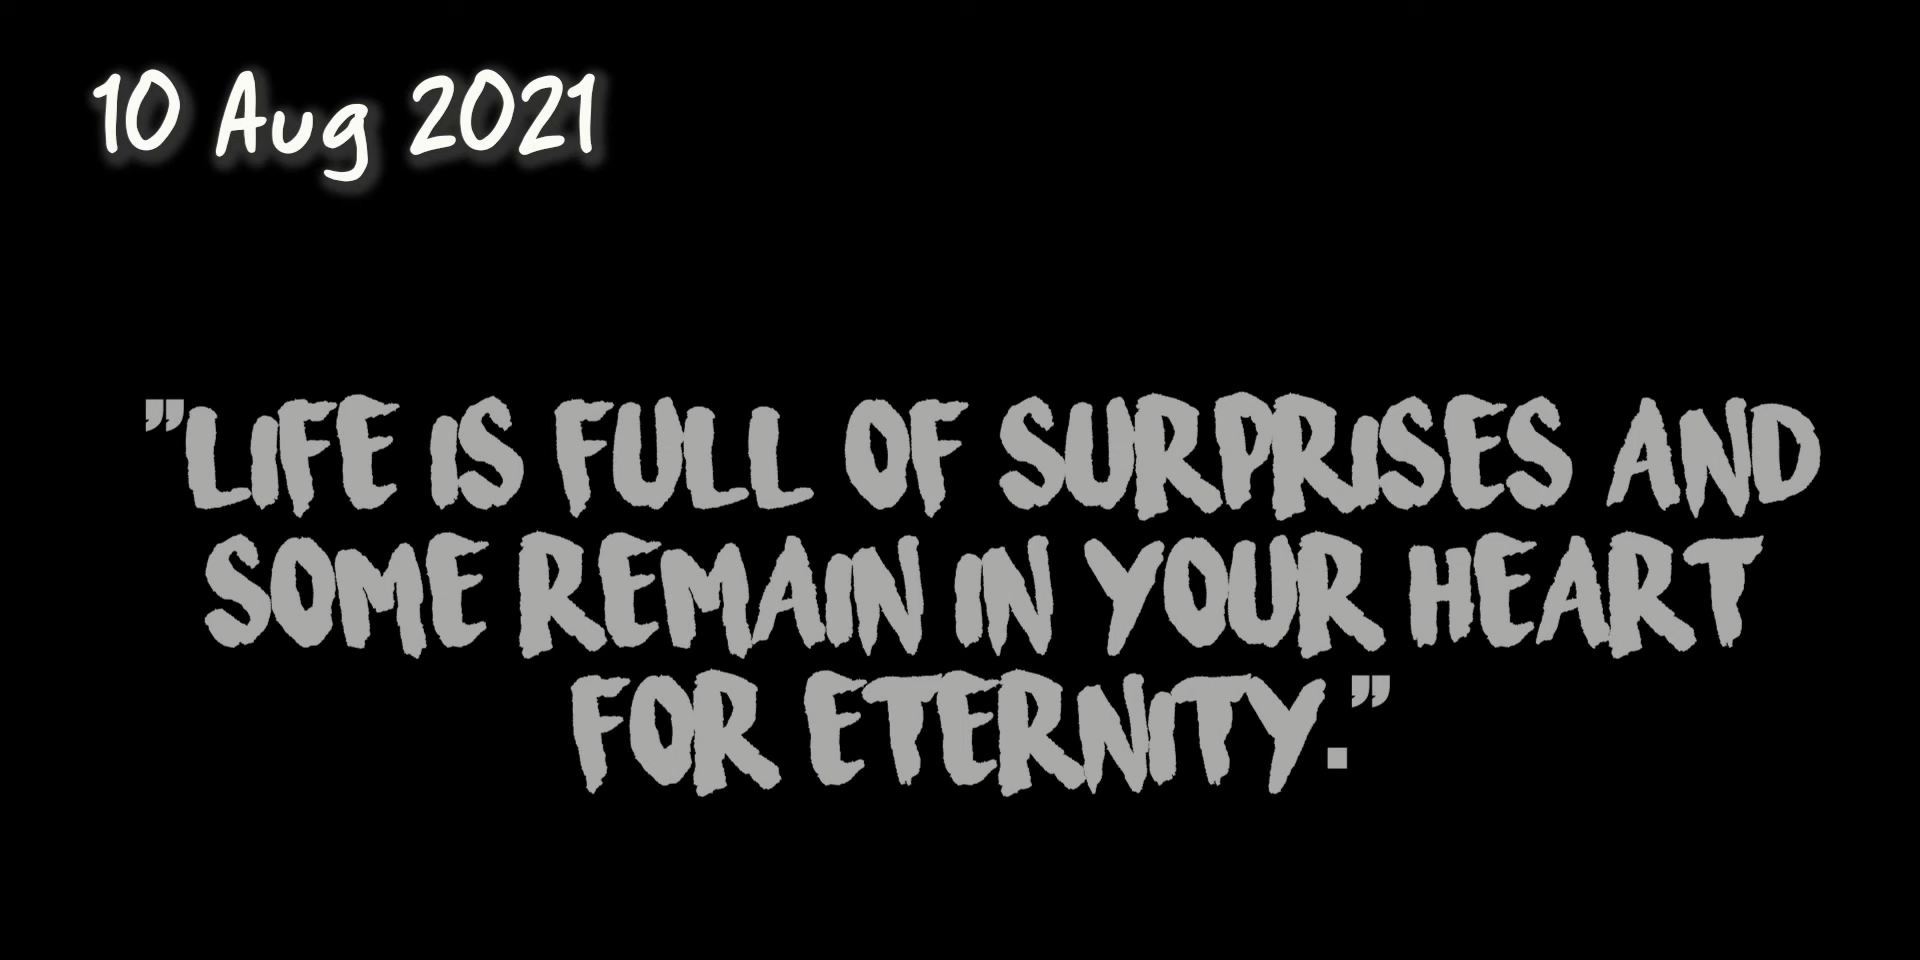 10 Aug 2021
”LIFE IS FULL OF SURPRISES AND
SOME REMAIN IN YOUR HEART
FOR ETERNITY.”